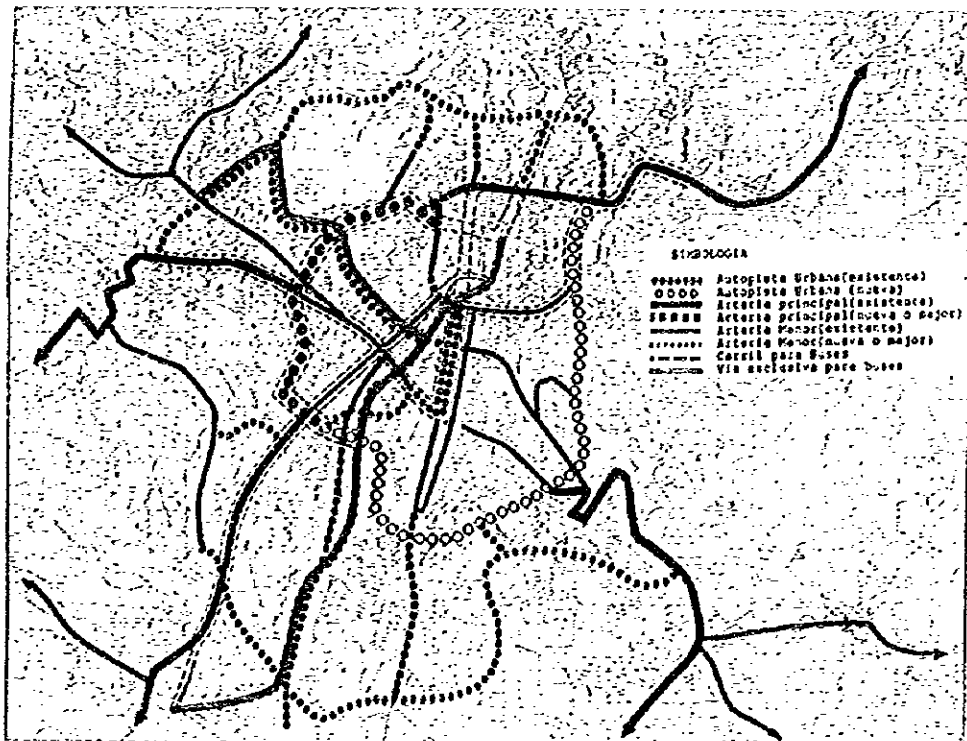 SIMBOLOGIA
Autopista Urbana(existente)
Autopista Urbana (nueva)
Arteria principal(existente)
Arteria principal(nueva o mejor)
Arteria Menor(existente)
Arteria Menor(nueva o mejor)
Carril para Buses
Via exclusiva para buses